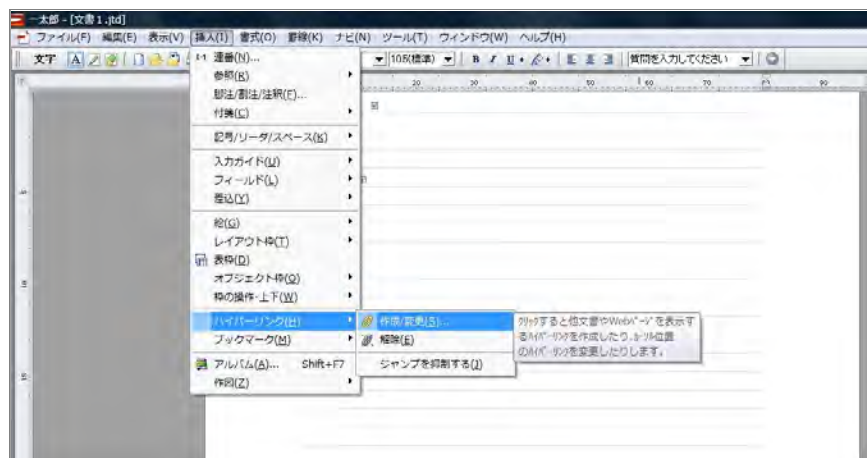 一太郎 - [文書1.jtd]
ファイル(F) 編集(E) 表示(V) 挿入(I) 書式(O) 罫線(K) ナビ(N) ツール(T) ウィンドウ(W) ヘルプ(H)
文字 A 10.5(標準) B I U 質問を入力してください
20 30 40 50 60 70 80 90
連番(N)...
参照(R)
脚注/割注/注釈(F)...
付箋(C)
記号/リーダ/スペース(K)
入力ガイド(U)
フィールド(L)
差込(Y)
絵(G)
レイアウト枠(T)
表枠(D)
オブジェクト枠(O)
枠の操作・上下(W)
ハイパーリンク(H)
作成/変更(S)...
クリックすると他文書やWebページを表示す
るハイパーリンクを作成したり、カーソル位置
のハイパーリンクを変更したりします。
ブックマーク(M)
解除(E)
アルバム(A)... Shift+F7
ジャンプを抑制する(J)
作図(Z)